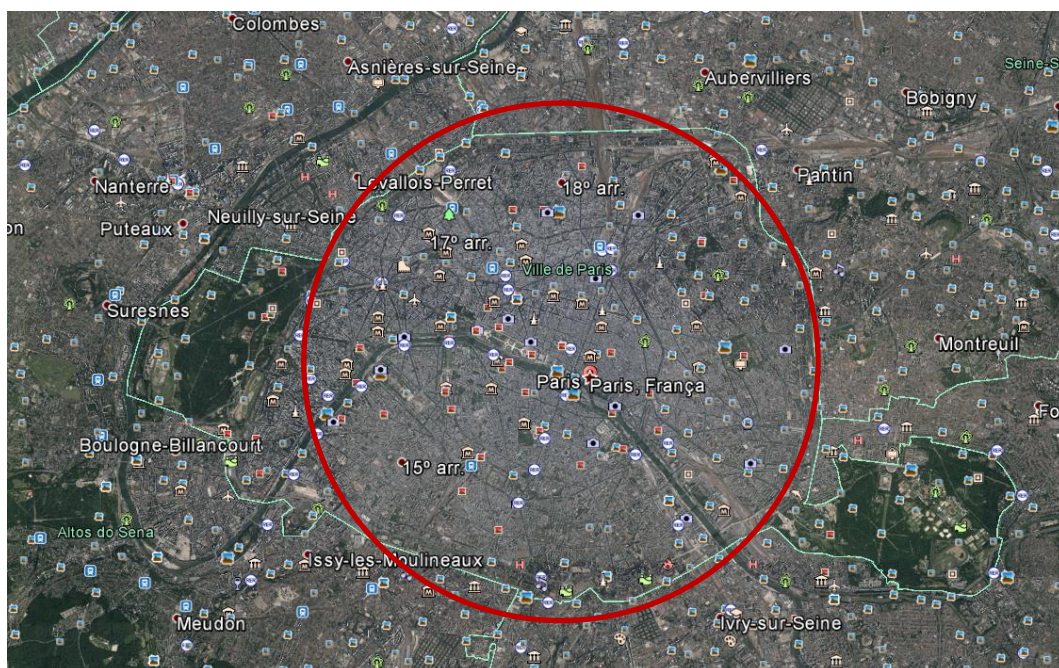 Colombes
Asnières-sur-Seine
Aubervilliers
Seine-S
Bobigny
Nanterre
Levallois-Perret
18º arr.
Pantin
Neuilly-sur-Seine
on
Puteaux
17º arr.
Ville de Paris
Suresnes
Montreuil
Paris
Paris, França
Fo
Boulogne-Billancourt
15º arr.
Altos do Sena
Issy-les-Moulineaux
Meudon
Ivry-sur-Seine